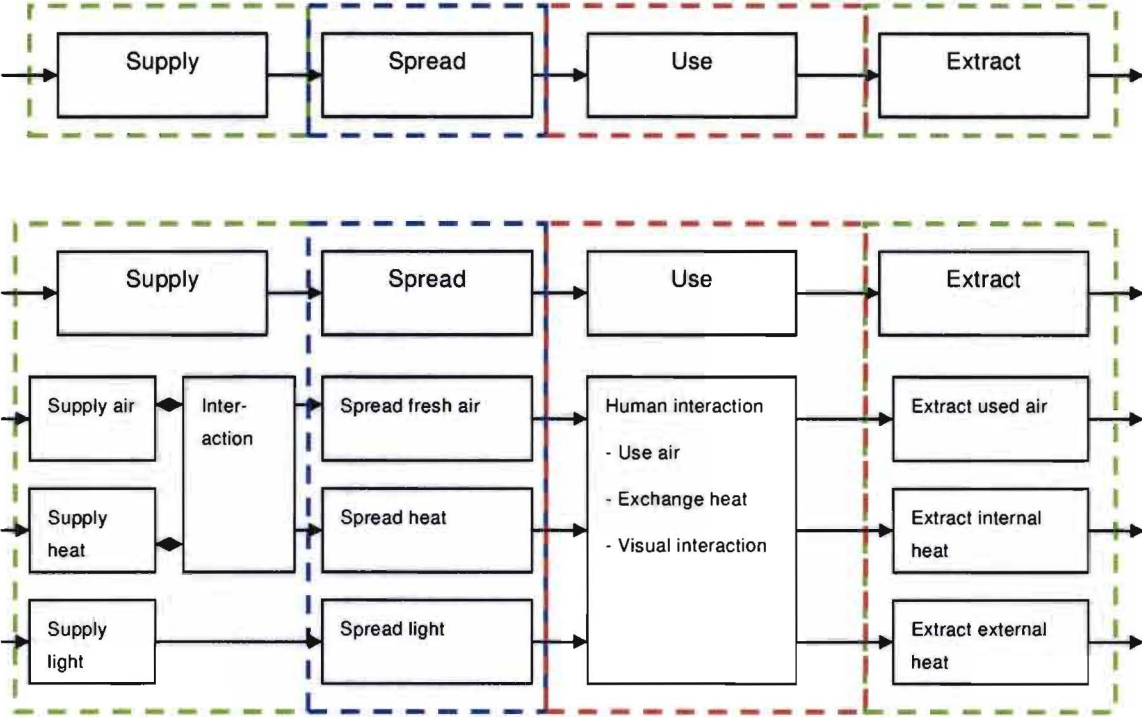 Supply
Spread
Use
Extract
Supply
Spread
Use
Extract
Supply air
Inter-
action
Spread fresh air
Human interaction
- Use air
- Exchange heat
- Visual interaction
Extract used air
Supply
heat
Spread heat
Extract internal
heat
Supply
light
Spread light
Extract external
heat